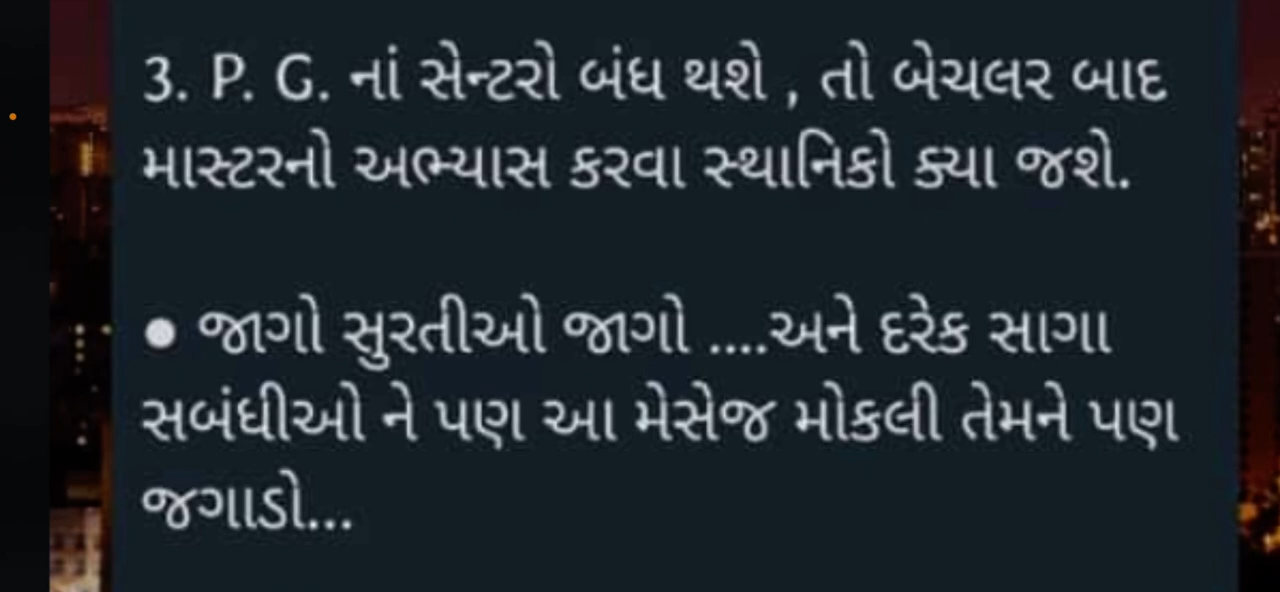 3. P. G. નાં સેન્ટરો બંધ થશે , તો બેચલર બાદ
માસ્ટરનો અભ્યાસ કરવા સ્થાનિકો ક્યા જશે.
● જાગો સુરતીઓ જાગો ....અને દરેક સાગા
સબંધીઓ ને પણ આ મેસેજ મોકલી તેમને પણ
જગાડો...